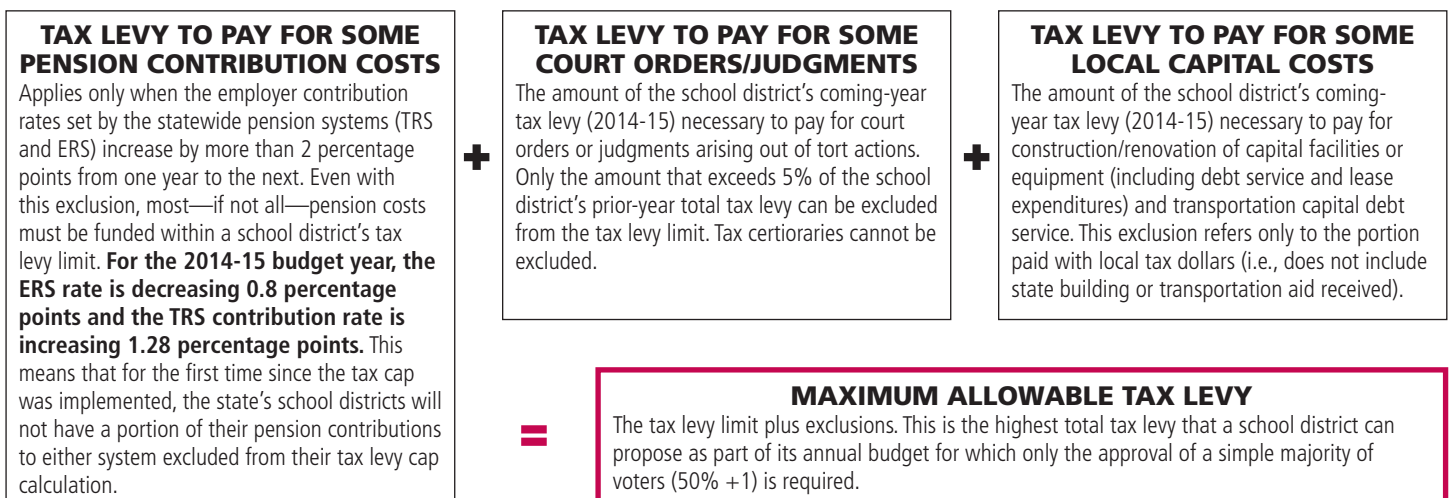 TAX LEVY TO PAY FOR SOME
PENSION CONTRIBUTION COSTS
Applies only when the employer contribution
rates set by the statewide pension systems (TRS
and ERS) increase by more than 2 percentage
points from one year to the next. Even with
this exclusion, most—if not all—pension costs
must be funded within a school district's tax
levy limit. For the 2014-15 budget year, the
ERS rate is decreasing 0.8 percentage
points and the TRS contribution rate is
increasing 1.28 percentage points. This
means that for the first time since the tax cap
was implemented, the state's school districts will
not have a portion of their pension contributions
to either system excluded from their tax levy cap
calculation.
+
TAX LEVY TO PAY FOR SOME
COURT ORDERS/JUDGMENTS
The amount of the school district's coming-year
tax levy (2014-15) necessary to pay for court
orders or judgments arising out of tort actions.
Only the amount that exceeds 5% of the school
district's prior-year total tax levy can be excluded
from the tax levy limit. Tax certioraries cannot be
excluded.
+
TAX LEVY TO PAY FOR SOME
LOCAL CAPITAL COSTS
The amount of the school district's coming-
year tax levy (2014-15) necessary to pay for
construction/renovation of capital facilities or
equipment (including debt service and lease
expenditures) and transportation capital debt
service. This exclusion refers only to the portion
paid with local tax dollars (i.e., does not include
state building or transportation aid received).
=
MAXIMUM ALLOWABLE TAX LEVY
The tax levy limit plus exclusions. This is the highest total tax levy that a school district can
propose as part of its annual budget for which only the approval of a simple majority of
voters (50% +1) is required.